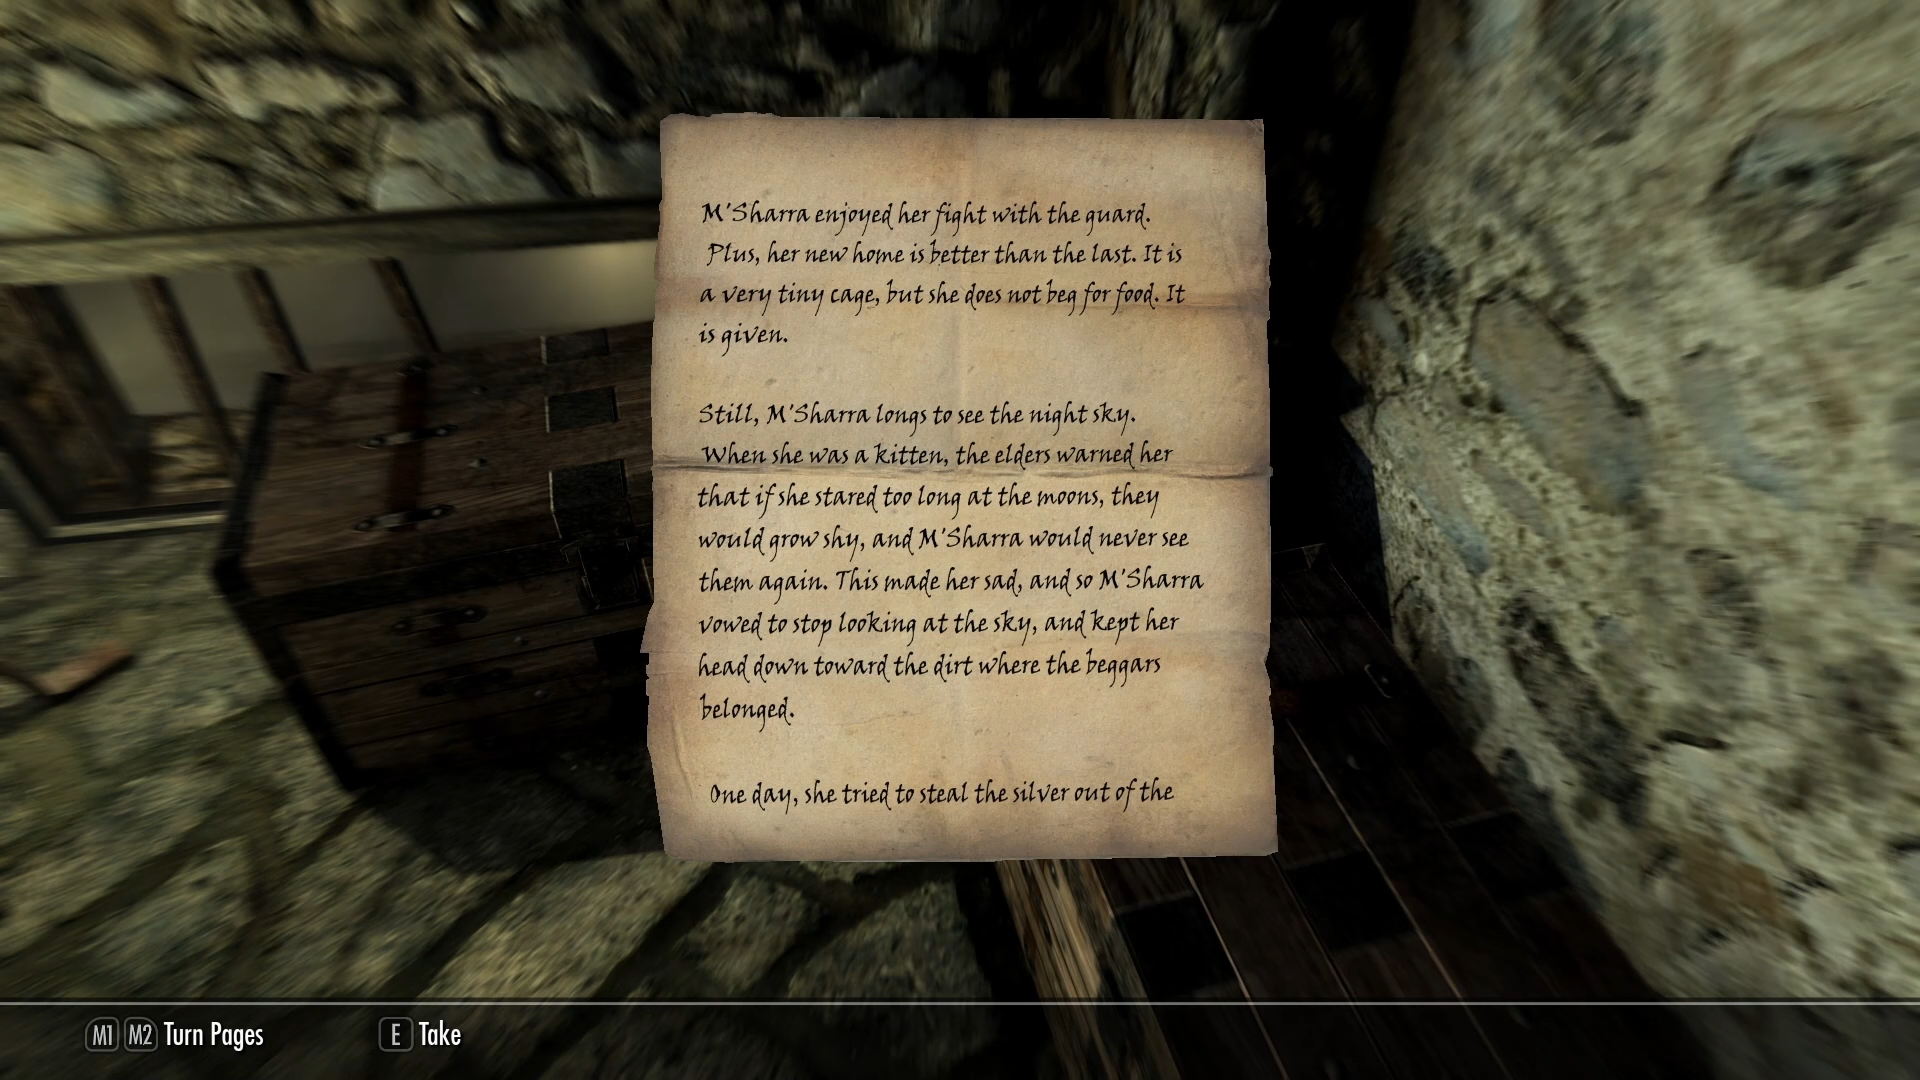 M'Sharra enjoyed her fight with the guard.
Plus, her new home is better than the last. It is
a very tiny cage, but she does not beg for food. It
is given.
Still, M'Sharra longs to see the night sky.
When she was a kitten, the elders warned her
that if she stared too long at the moons, they
would grow shy, and M'Sharra would never see
them again. This made her sad, and so M'Sharra
vowed to stop looking at the sky, and kept her
head down toward the dirt where the beggars
belonged.
One day, she tried to steal the silver out of the
M1 M2 Turn Pages E Take